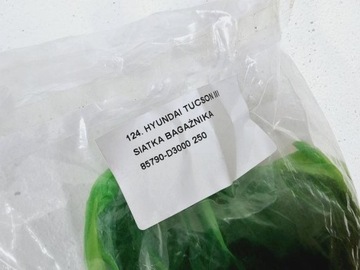 124. HYUNDAI TUCSON III
SIATKA BAGAŻNIKA
85790-D3000 250